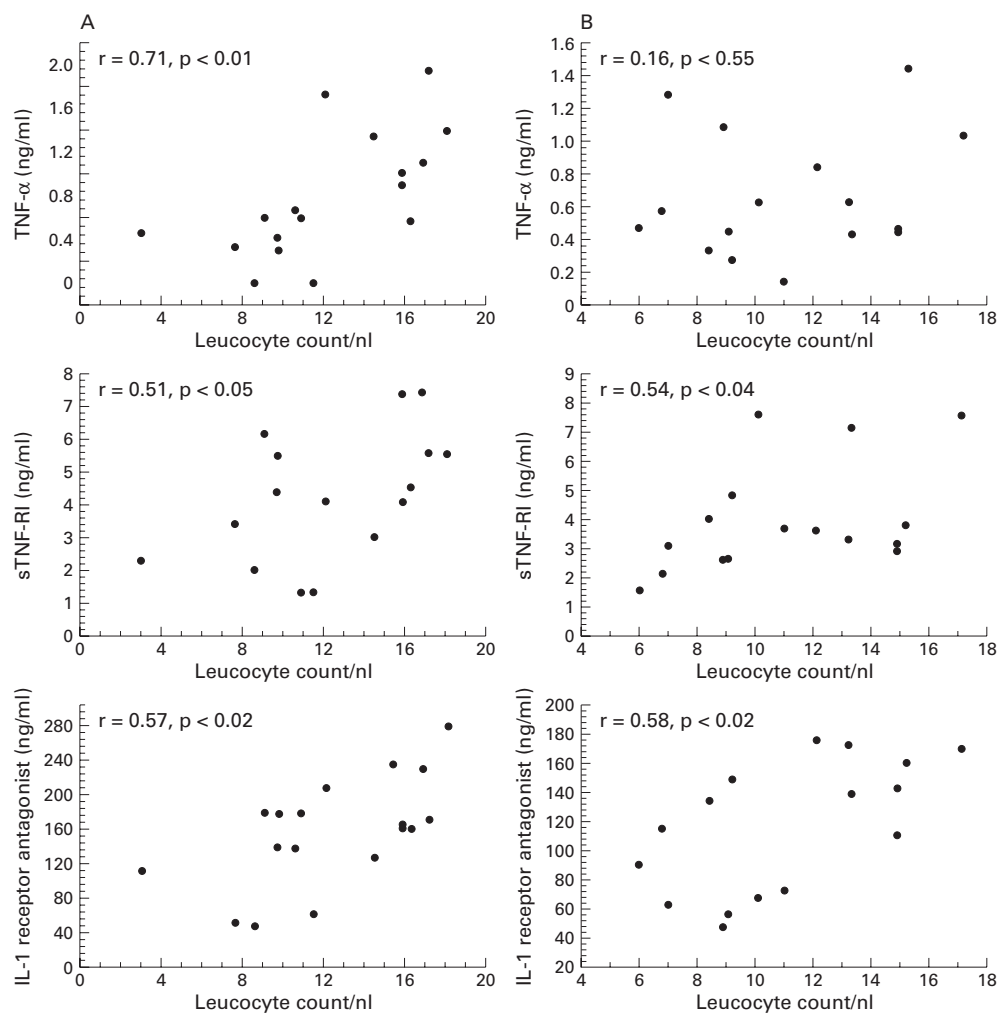 A
r = 0.71, p < 0.01
TNF-α (ng/ml)
2.0
1.6
1.2
0.8
0.4
0
0 4 8 12 16 20
Leucocyte count/nl
B
r = 0.16, p < 0.55
TNF-α (ng/ml)
1.6
1.4
1.2
1.0
0.8
0.6
0.4
0.2
0
4 6 8 10 12 14 16 18
Leucocyte count/nl
r = 0.51, p < 0.05
sTNF-RI (ng/ml)
8
7
6
5
4
3
2
1
0
0 4 8 12 16 20
Leucocyte count/nl
r = 0.54, p < 0.04
sTNF-RI (ng/ml)
9
8
7
6
5
4
3
2
1
0
4 6 8 10 12 14 16 18
Leucocyte count/nl
r = 0.57, p < 0.02
IL-1 receptor antagonist (ng/ml)
280
240
200
160
120
80
40
0
0 4 8 12 16 20
Leucocyte count/nl
r = 0.58, p < 0.02
IL-1 receptor antagonist (ng/ml)
200
180
160
140
120
100
80
60
40
20
4 6 8 10 12 14 16 18
Leucocyte count/nl